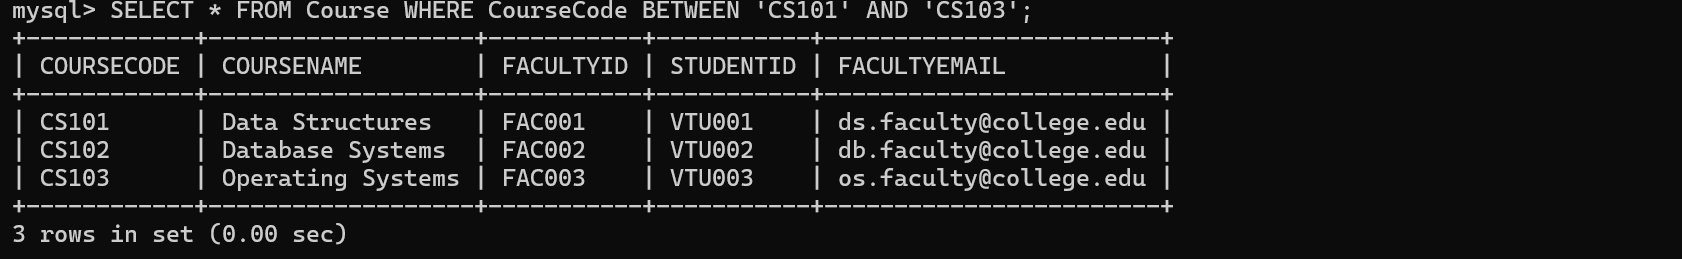 mysql> SELECT * FROM Course WHERE CourseCode BETWEEN 'CS101' AND 'CS103';
+------------+-------------------+-----------+-----------+------------------------+
| COURSECODE | COURSENAME        | FACULTYID | STUDENTID | FACULTYEMAIL           |
+------------+-------------------+-----------+-----------+------------------------+
| CS101      | Data Structures   | FAC001    | VTU001    | ds.faculty@college.edu |
| CS102      | Database Systems  | FAC002    | VTU002    | db.faculty@college.edu |
| CS103      | Operating Systems | FAC003    | VTU003    | os.faculty@college.edu |
+------------+-------------------+-----------+-----------+------------------------+
3 rows in set (0.00 sec)